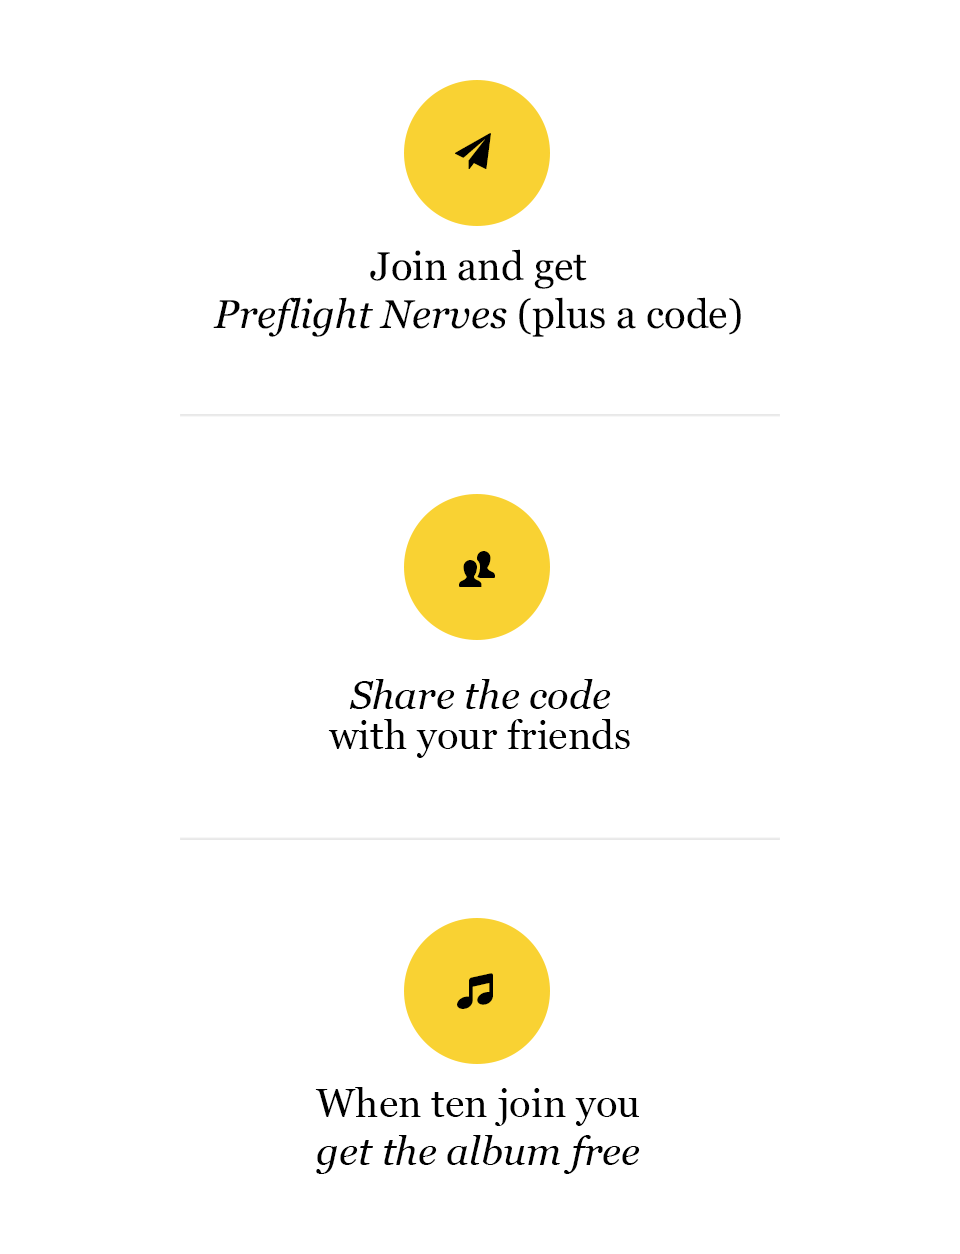 Join and get
Preflight Nerves (plus a code)
Share the code
with your friends
When ten join you
get the album free